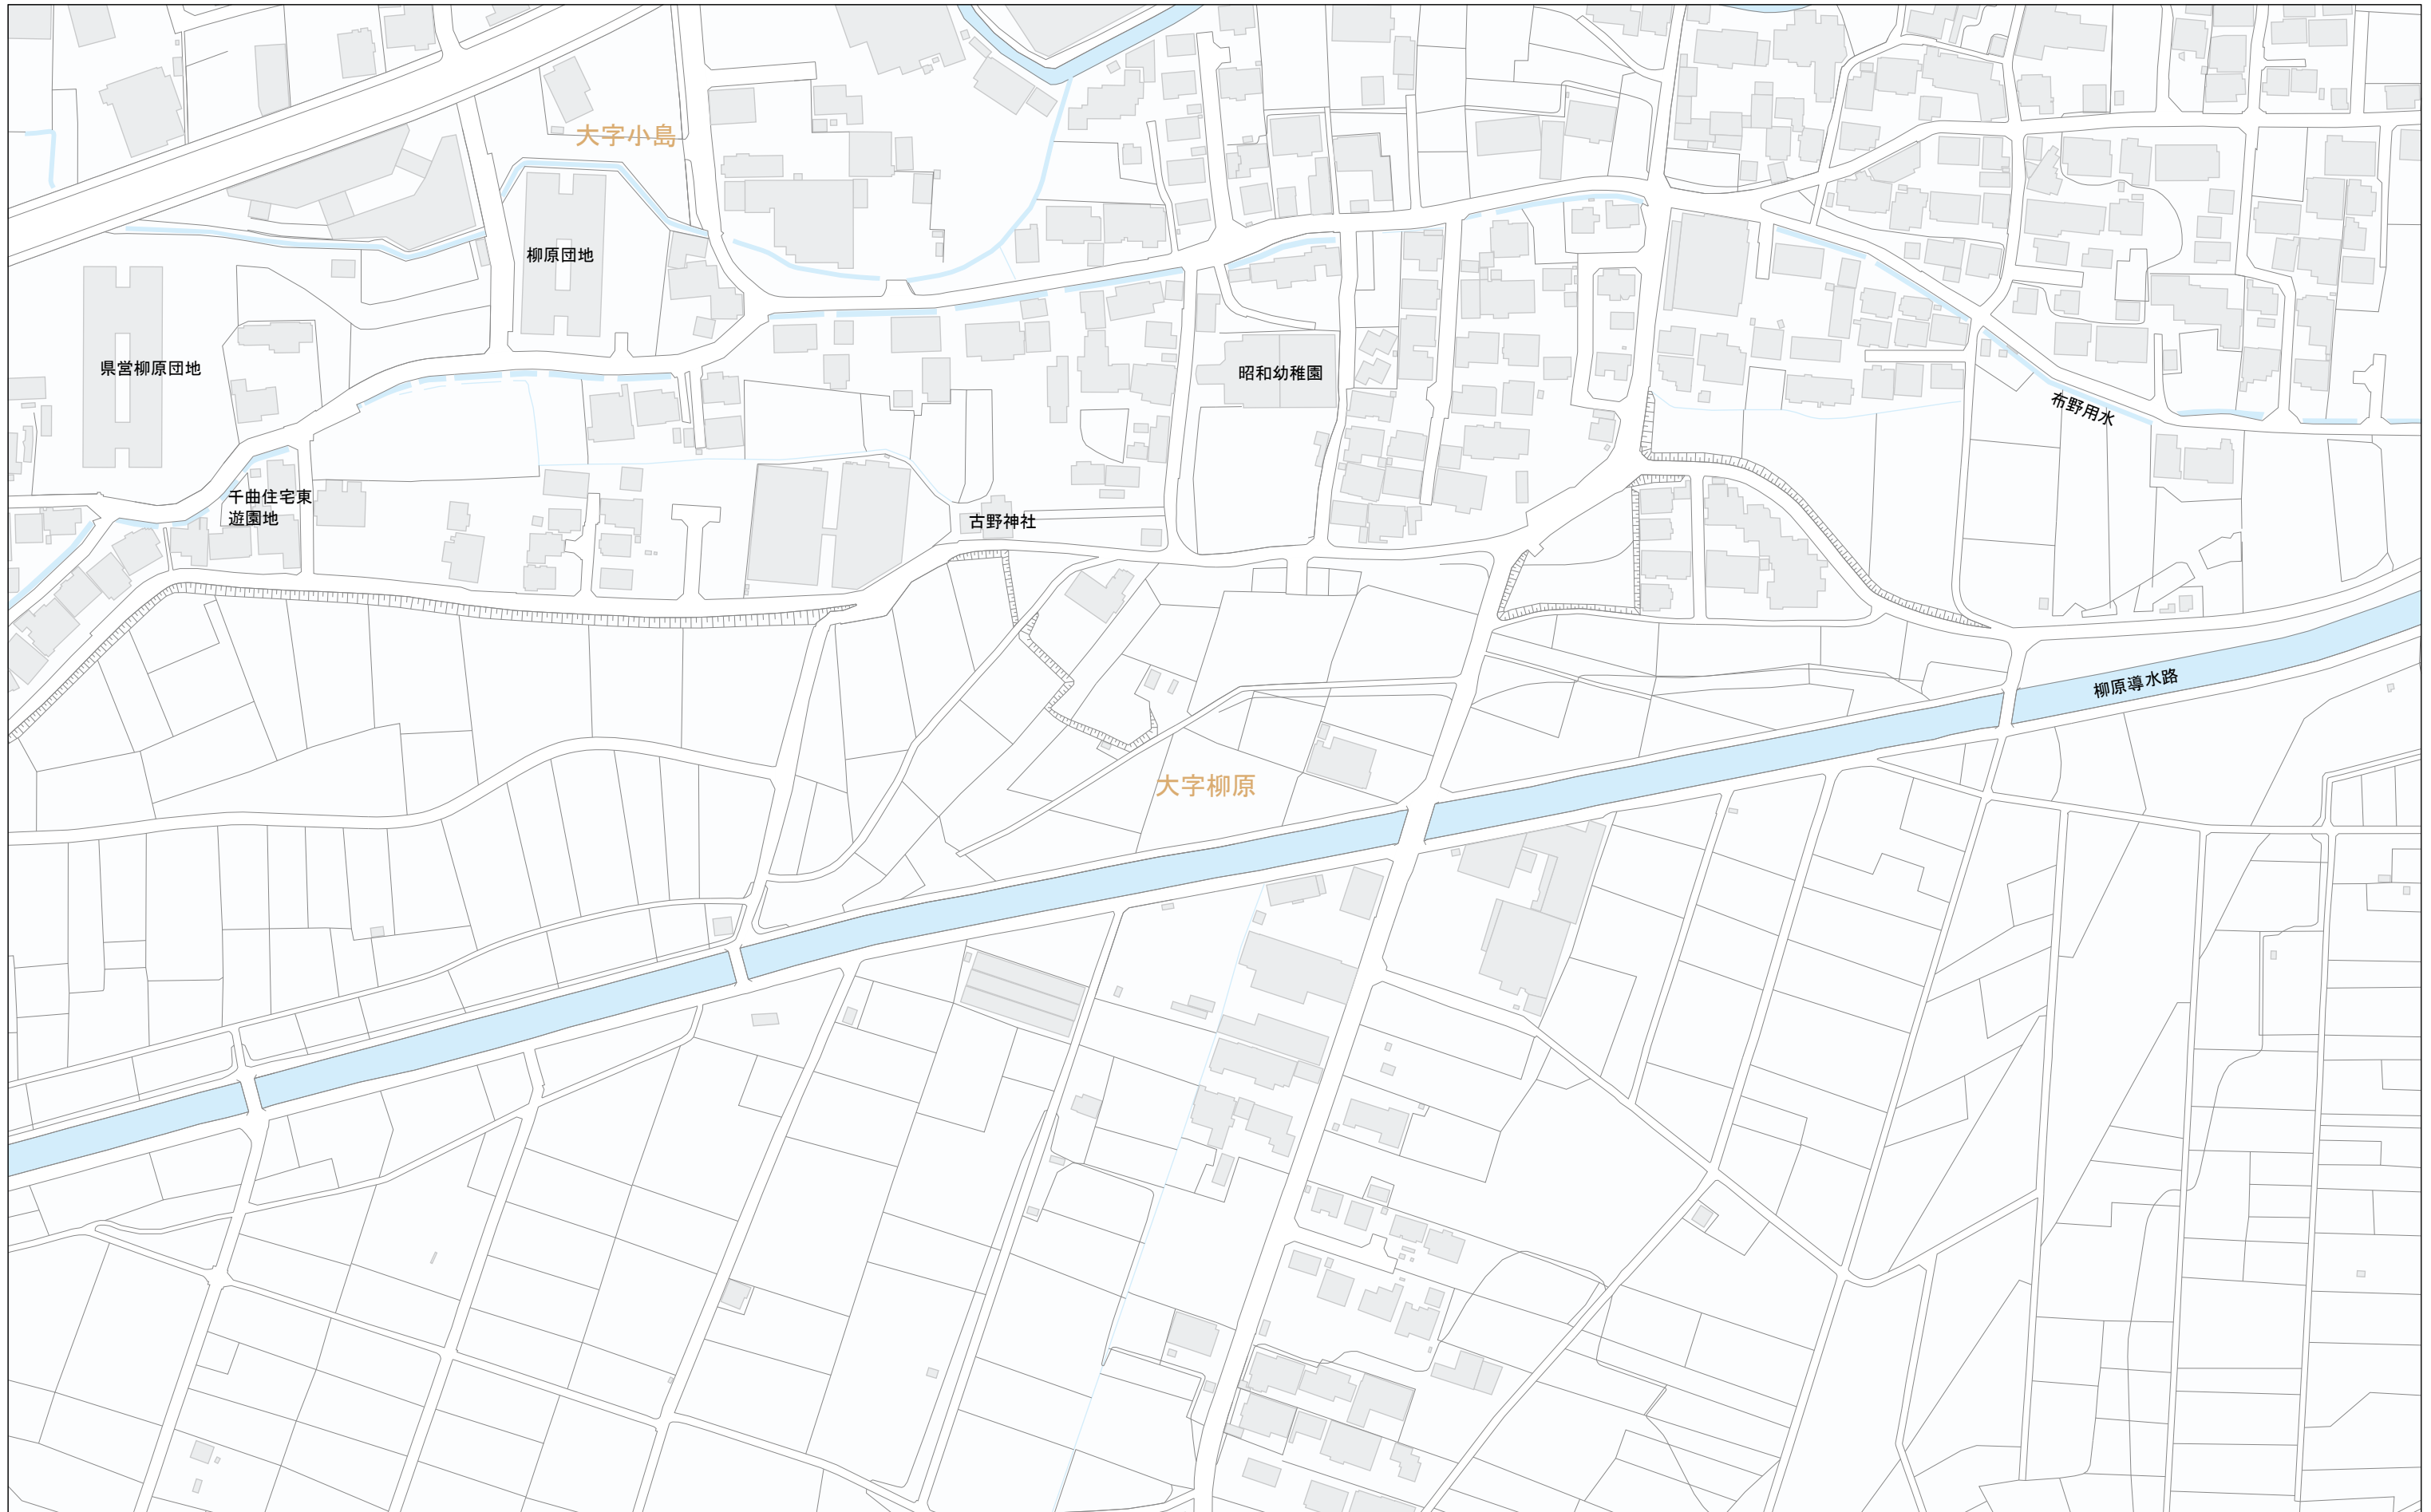 大字小島
柳原団地
県営柳原団地
昭和幼稚園
布野用水
千曲住宅東
遊園地
古野神社
柳原導水路
大字柳原